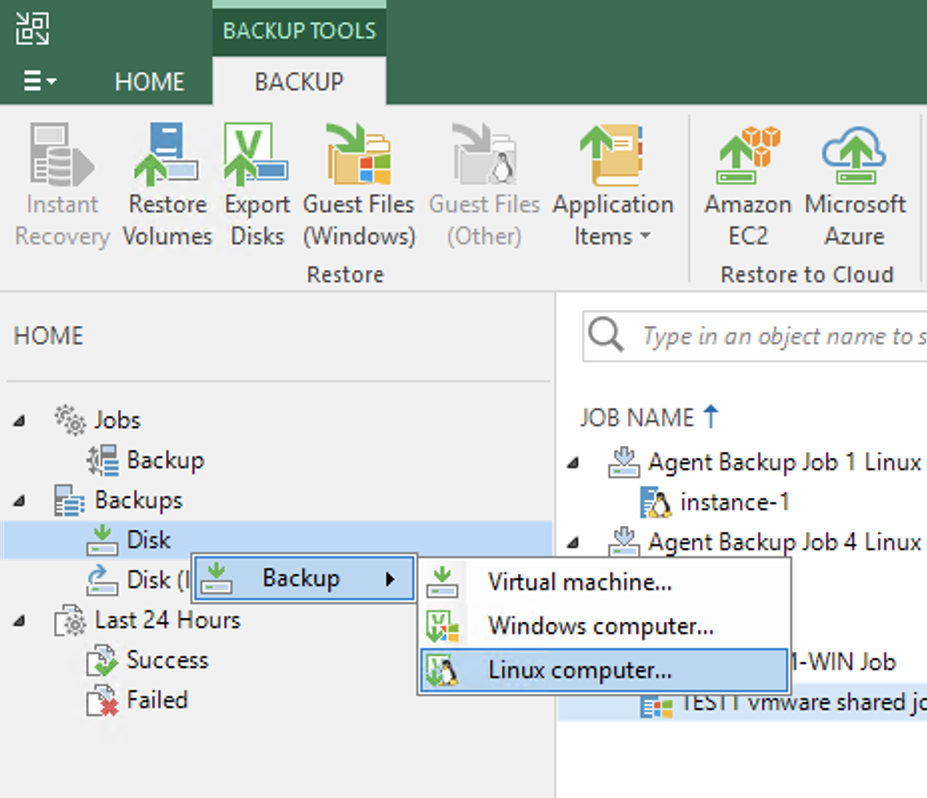 BACKUP TOOLS
HOME
BACKUP
Instant
Recovery
Restore
Volumes
Export
Disks
Guest Files
(Windows)
Guest Files
(Other)
Application
Items
Restore
Amazon
EC2
Microsoft
Azure
Restore to Cloud
HOME
Type in an object name to s
JOB NAME
Jobs
Backup
Backups
Disk
Disk (I
Last 24 Hours
Success
Failed
Backup
Virtual machine...
Windows computer...
Linux computer...
Agent Backup Job 1 Linux
instance-1
Agent Backup Job 4 Linux
M-WIN Job
TEST1 vmware shared jo